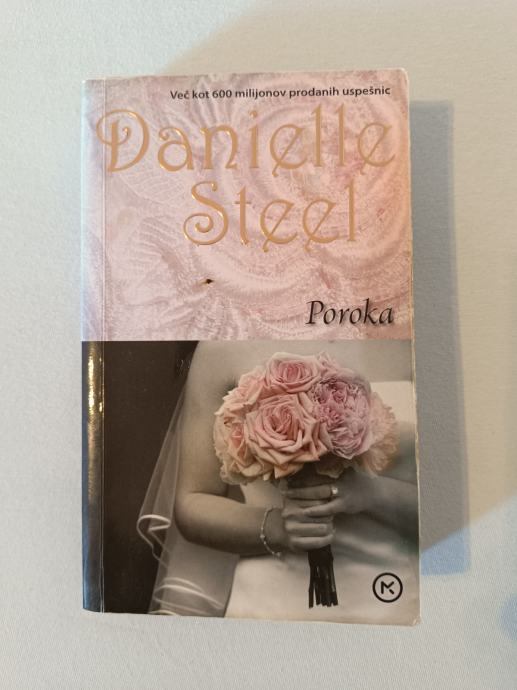 Več kot 600 milijonov prodanih uspešnic
Danielle
Steel
Poroka